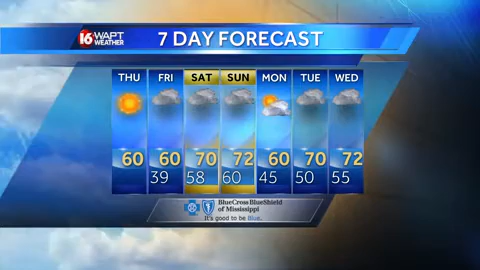 16 WAPT
WEATHER
7 DAY FORECAST
THU FRI SAT SUN MON TUE WED
60 60 70 72 60 70 72
39 58 60 45 50 55
BlueCross BlueShield
of Mississippi
It's good to be Blue.